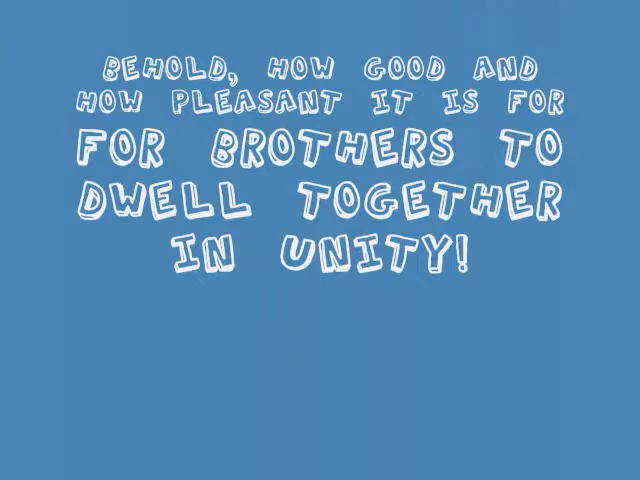 BEHOLD, HOW GOOD AND
HOW PLEASANT IT IS FOR
FOR BROTHERS TO
DWELL TOGETHER
IN UNITY!